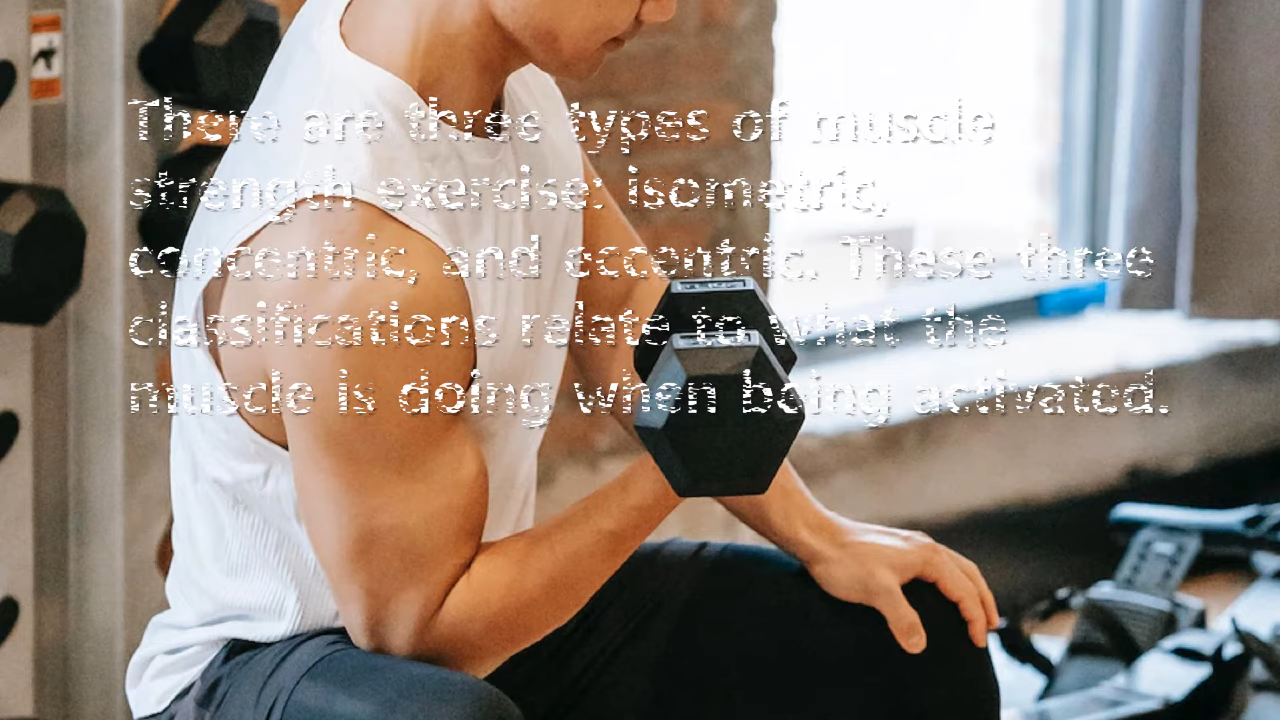 There are three types of muscle
strength exercise: isometric,
concentric, and eccentric. These three
classifications relate to what the
muscle is doing when being activated.